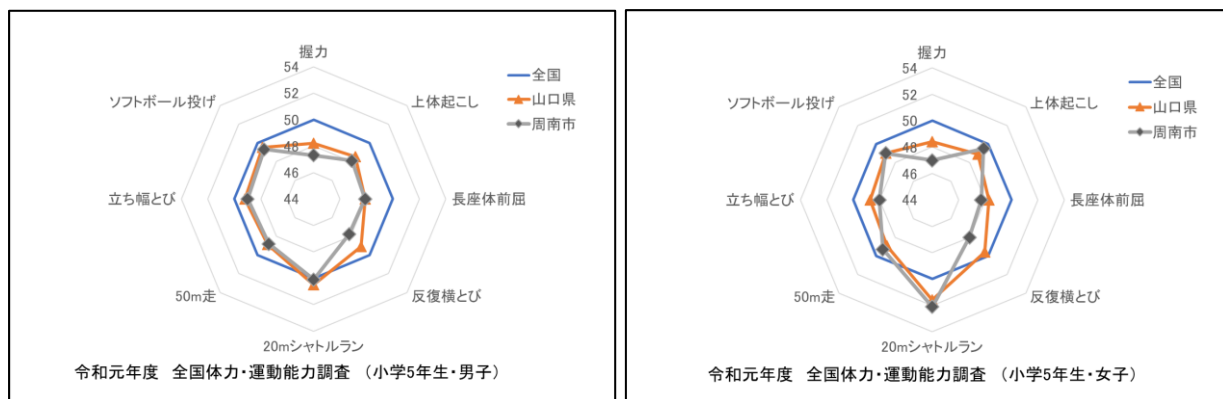 握力
54
52
50
48
46
44
上体起こし
長座体前屈
反復横とび
20mシャトルラン
50m走
立ち幅とび
ソフトボール投げ
全国
山口県
周南市
令和元年度 全国体力・運動能力調査 (小学5年生・男子)
握力
54
52
50
48
46
44
上体起こし
長座体前屈
反復横とび
20mシャトルラン
50m走
立ち幅とび
ソフトボール投げ
全国
山口県
周南市
令和元年度 全国体力・運動能力調査 (小学5年生・女子)